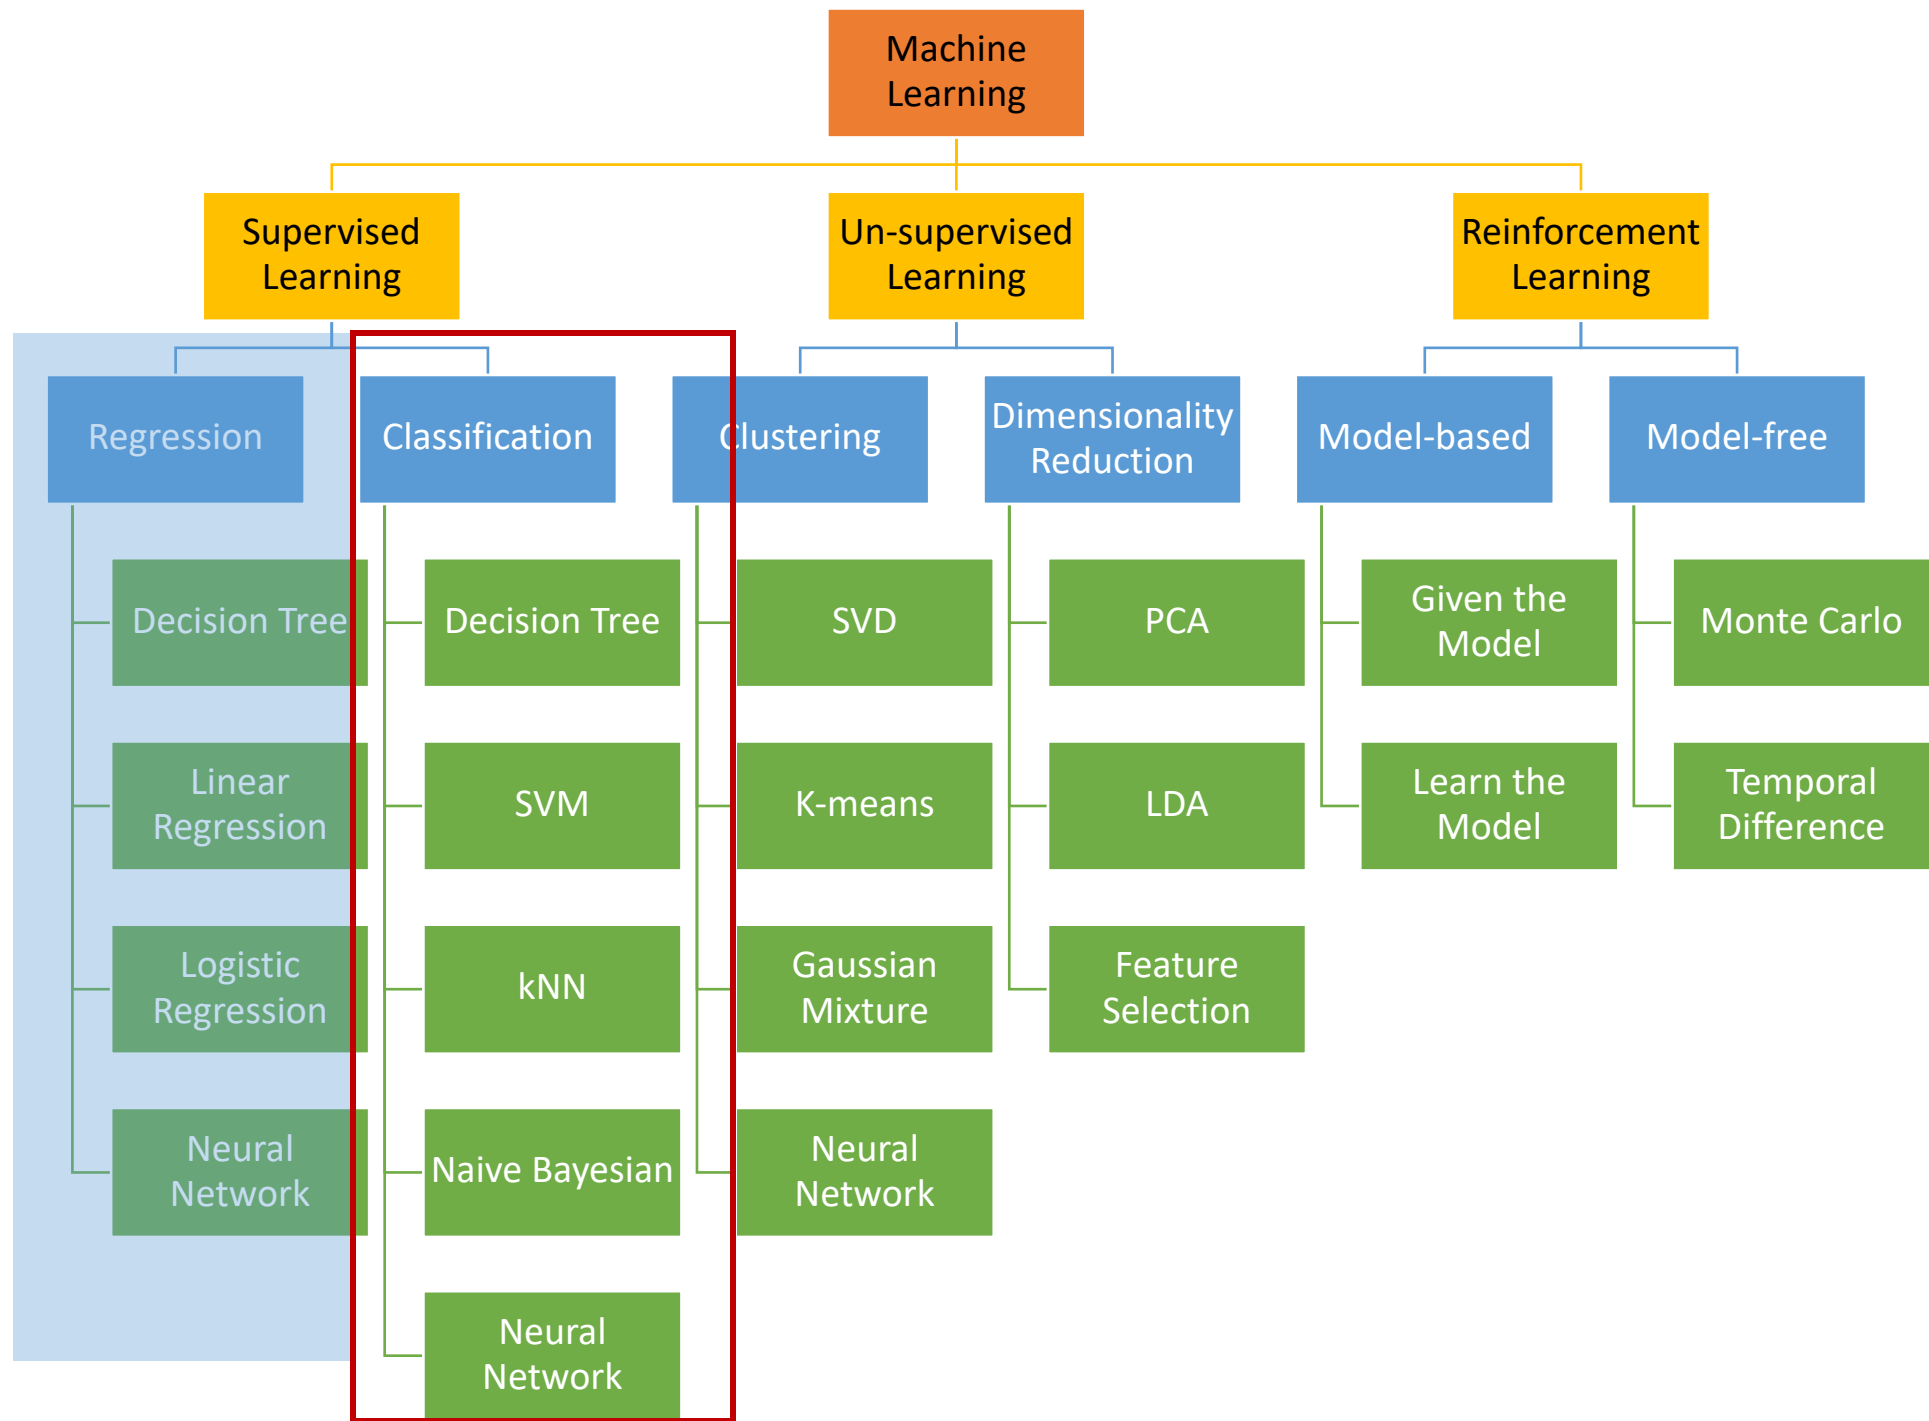 Machine
Learning
Supervised
Learning
Un-supervised
Learning
Reinforcement
Learning
Regression
Classification
Clustering
Dimensionality
Reduction
Model-based
Model-free
Decision Tree
Decision Tree
SVD
PCA
Given the
Model
Monte Carlo
Linear
Regression
SVM
K-means
LDA
Learn the
Model
Temporal
Difference
Logistic
Regression
kNN
Gaussian
Mixture
Feature
Selection
Neural
Network
Naive Bayesian
Neural
Network
Neural
Network